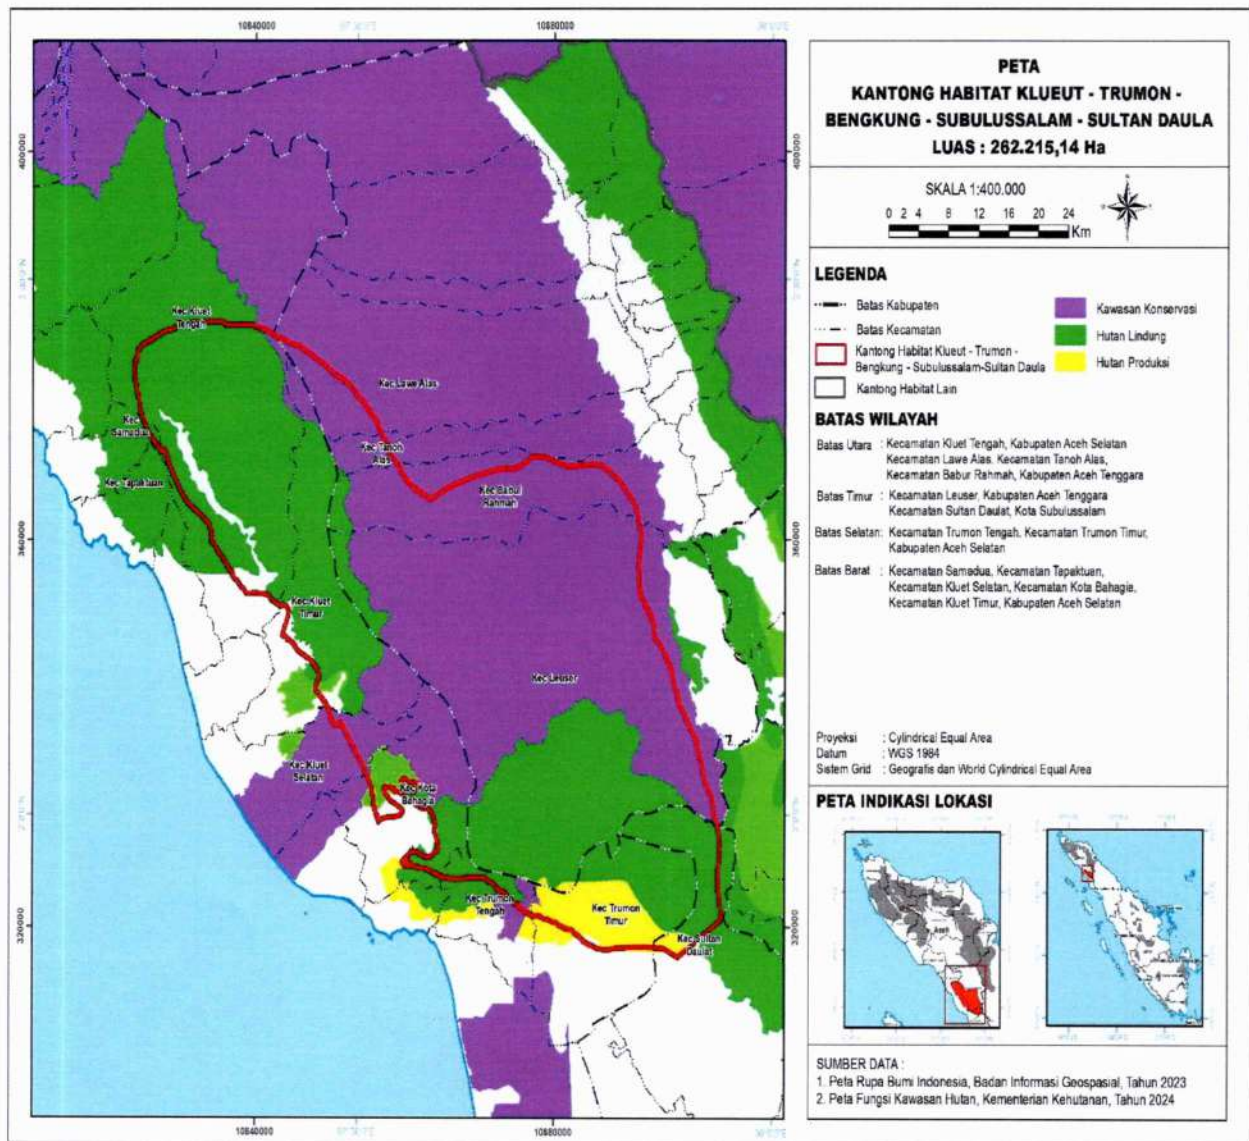 10840000
10880000
400000
400000
360000
360000
320000
320000
10840000
10880000
Kec Kluet
Tengah
Kec Lawe Alas
Kec
Samadua
Kec Tanoh
Alas
Kec Tapaktuan
Kec Babul
Rahmah
Kec Kluet
Timur
Kec Leuser
Kec Kluet
Selatan
Kec Kota
Bahagia
Kec Trumon
Tengah
Kec Trumon
Timur
Kec Sultan
Daulat
PETA
KANTONG HABITAT KLUEUT - TRUMON -
BENGKUNG - SUBULUSSALAM - SULTAN DAULA
LUAS : 262.215,14 Ha
SKALA 1:400.000
0 2 4 8 12 16 20 24
Km
LEGENDA
Batas Kabupaten
Batas Kecamatan
Kantong Habitat Klueut - Trumon -
Bengkung - Subulussalam-Sultan Daula
Kantong Habitat Lain
Kawasan Konservasi
Hutan Lindung
Hutan Produksi
BATAS WILAYAH
Batas Utara : Kecamatan Kluet Tengah, Kabupaten Aceh Selatan
Kecamatan Lawe Alas, Kecamatan Tanoh Alas,
Kecamatan Babur Rahmah, Kabupaten Aceh Tenggara
Batas Timur : Kecamatan Leuser, Kabupaten Aceh Tenggara
Kecamatan Sultan Daulat, Kota Subulussalam
Batas Selatan: Kecamatan Trumon Tengah, Kecamatan Trumon Timur,
Kabupaten Aceh Selatan
Batas Barat : Kecamatan Samadua, Kecamatan Tapaktuan,
Kecamatan Kluet Selatan, Kecamatan Kota Bahagia,
Kecamatan Kluet Timur, Kabupaten Aceh Selatan
Proyeksi : Cylindrical Equal Area
Datum : WGS 1984
Sistem Grid : Geografis dan World Cylindrical Equal Area
PETA INDIKASI LOKASI
Aceh
SUMBER DATA :
1. Peta Rupa Bumi Indonesia, Badan Informasi Geospasial, Tahun 2023
2. Peta Fungsi Kawasan Hutan, Kementerian Kehutanan, Tahun 2024